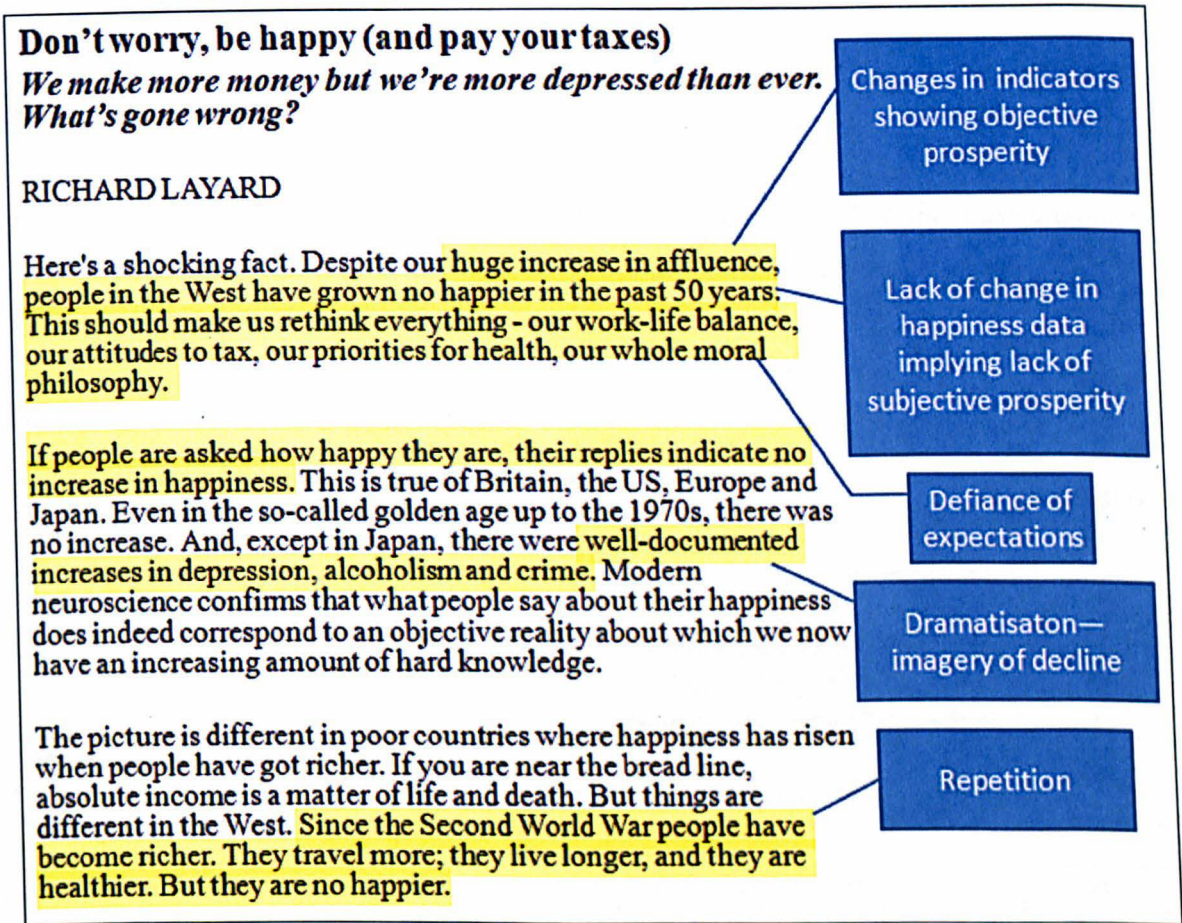 Don't worry, be happy (and pay your taxes)
We make more money but we're more depressed than ever.
What's gone wrong?
RICHARD LAYARD
Here's a shocking fact. Despite our huge increase in affluence,
people in the West have grown no happier in the past 50 years.
This should make us rethink everything - our work-life balance,
our attitudes to tax, our priorities for health, our whole moral
philosophy.
If people are asked how happy they are, their replies indicate no
increase in happiness. This is true of Britain, the US, Europe and
Japan. Even in the so-called golden age up to the 1970s, there was
no increase. And, except in Japan, there were well-documented
increases in depression, alcoholism and crime. Modern
neuroscience confirms that what people say about their happiness
does indeed correspond to an objective reality about which we now
have an increasing amount of hard knowledge.
The picture is different in poor countries where happiness has risen
when people have got richer. If you are near the bread line,
absolute income is a matter of life and death. But things are
different in the West. Since the Second World War people have
become richer. They travel more; they live longer, and they are
healthier. But they are no happier.
Changes in indicators
showing objective
prosperity
Lack of change in
happiness data
implying lack of
subjective prosperity
Defiance of
expectations
Dramatisaton—
imagery of decline
Repetition